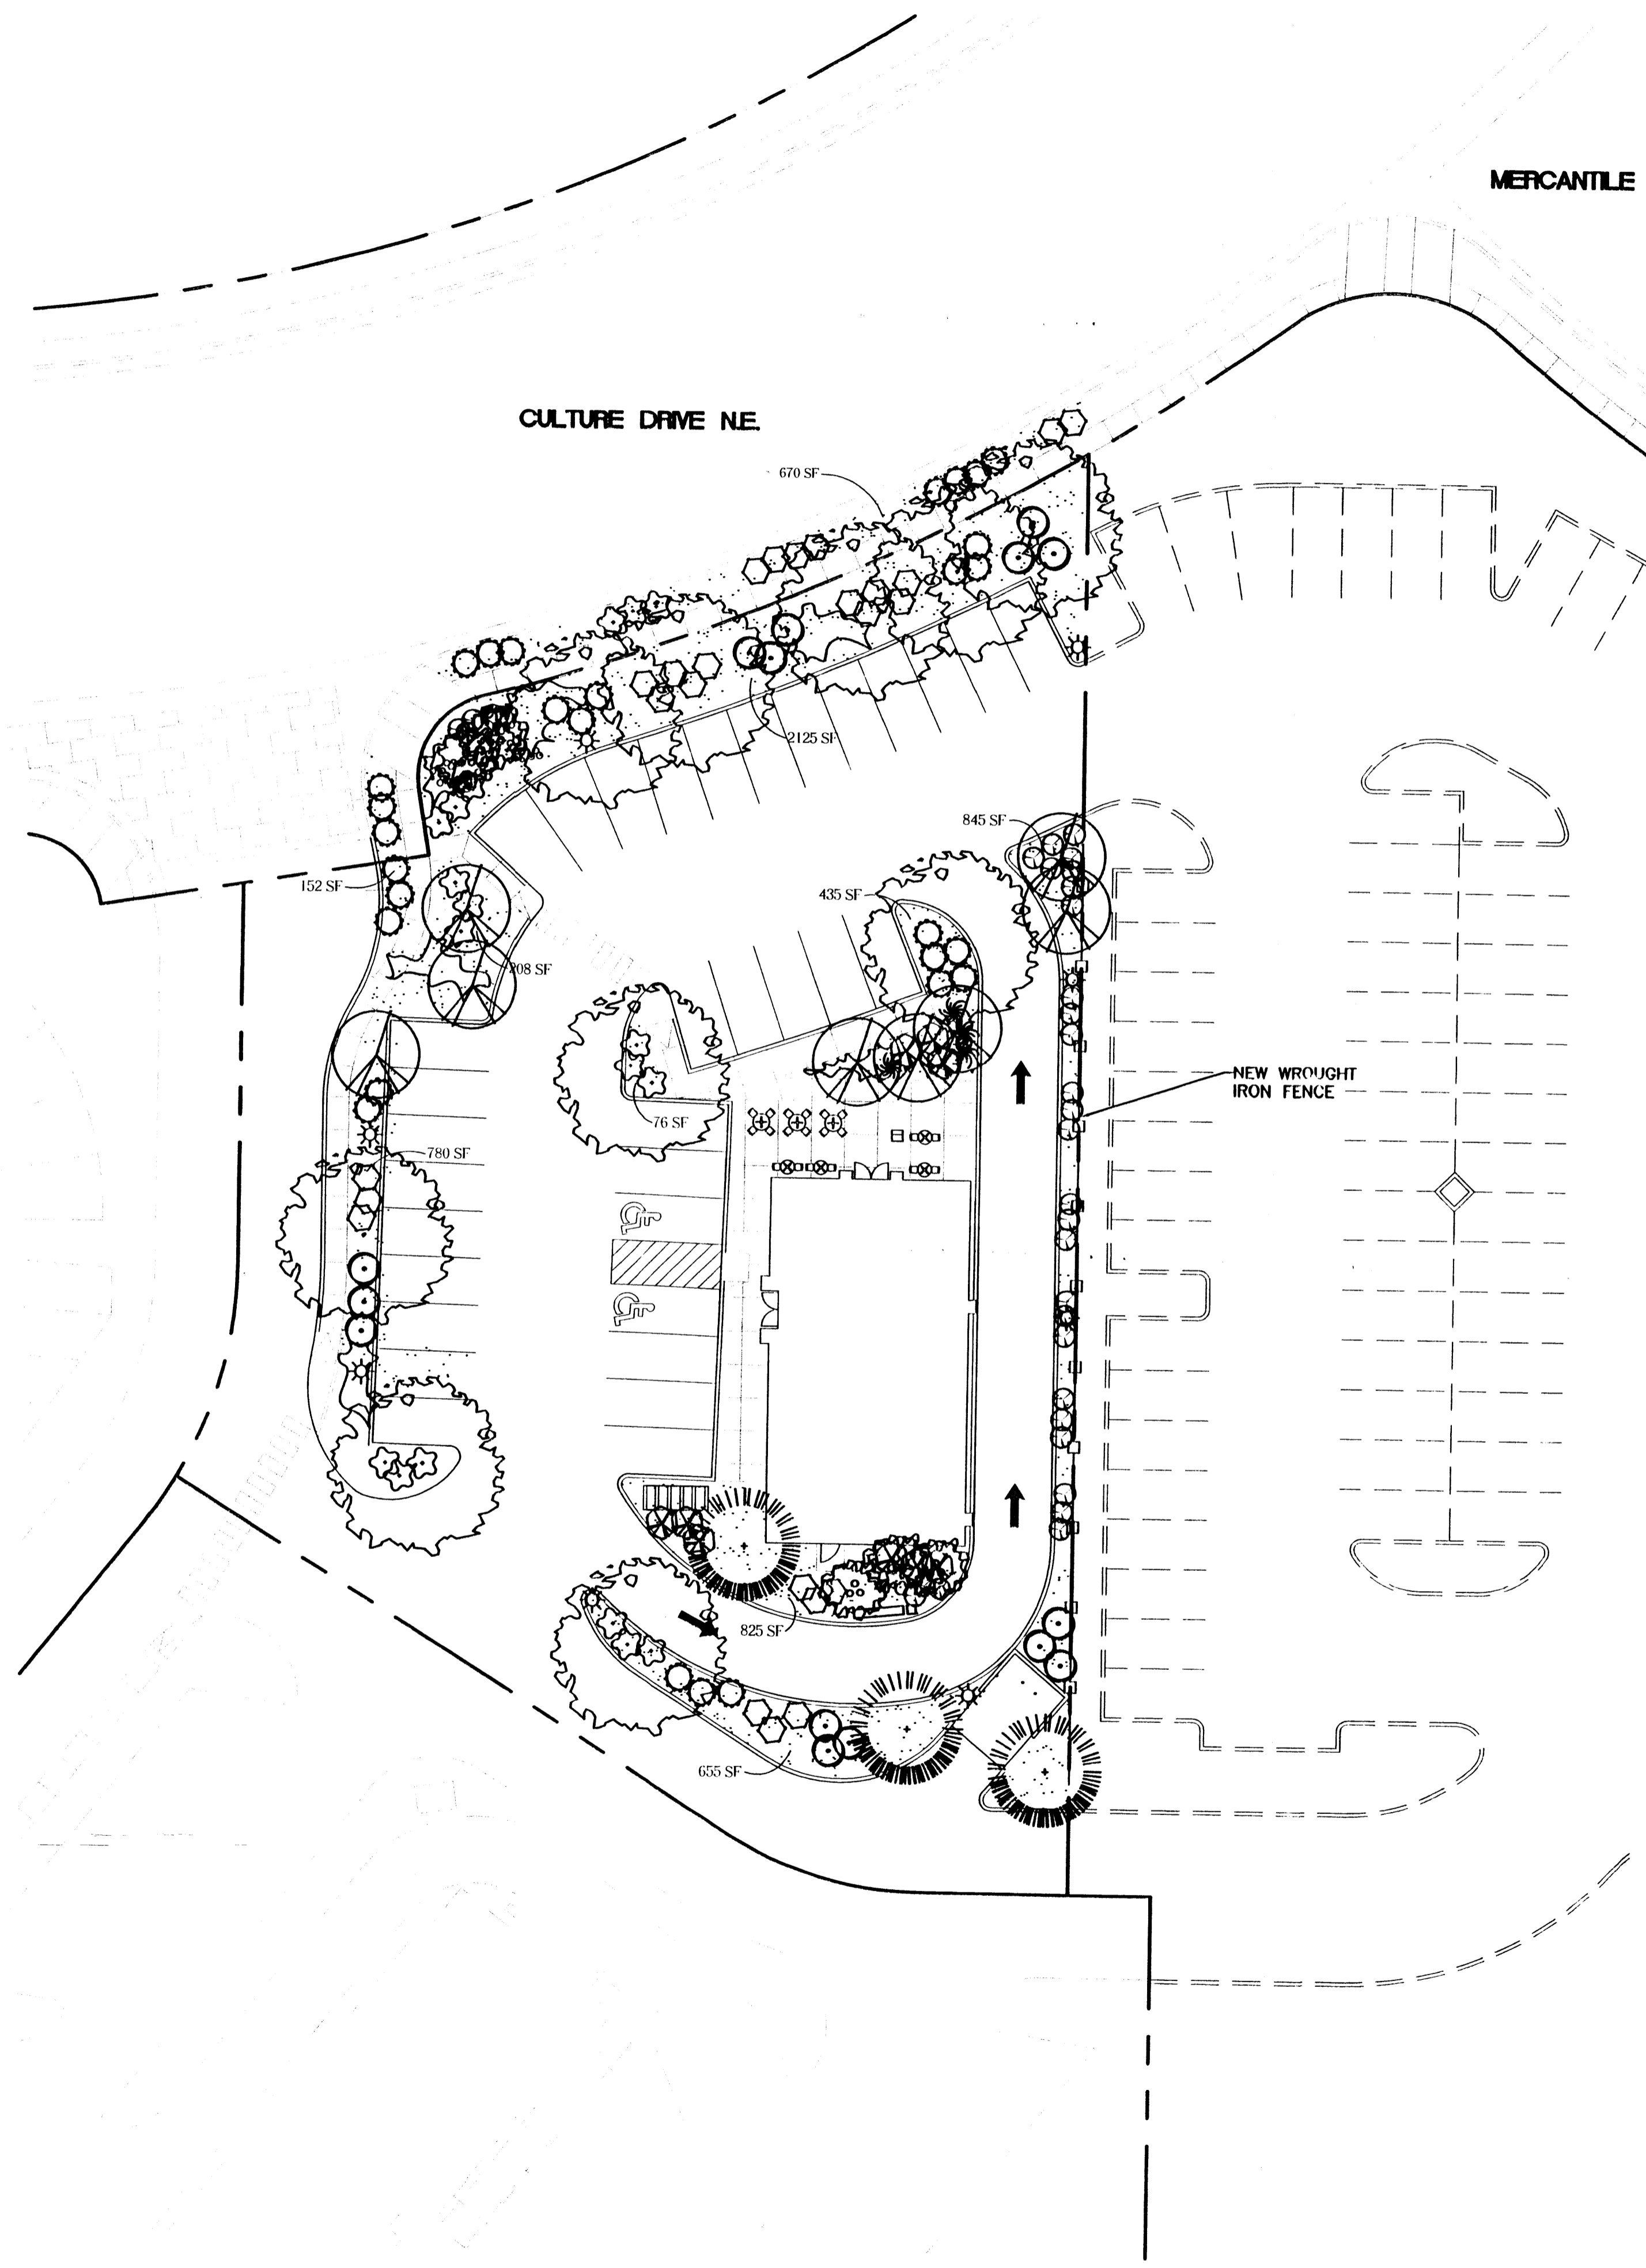 MERCANTILE
CULTURE DRIVE N.E.
670 SF
2125 SF
845 SF
152 SF
435 SF
208 SF
NEW WROUGHT
IRON FENCE
76 SF
780 SF
825 SF
655 SF